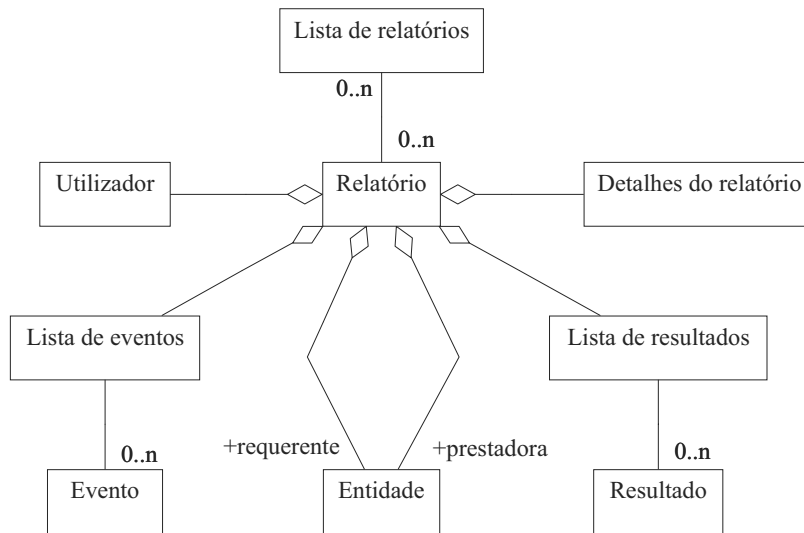 Lista de relatórios
0..n
0..n
Utilizador
Relatório
Detalhes do relatório
Lista de eventos
Lista de resultados
0..n
+requerente
+prestadora
0..n
Evento
Entidade
Resultado